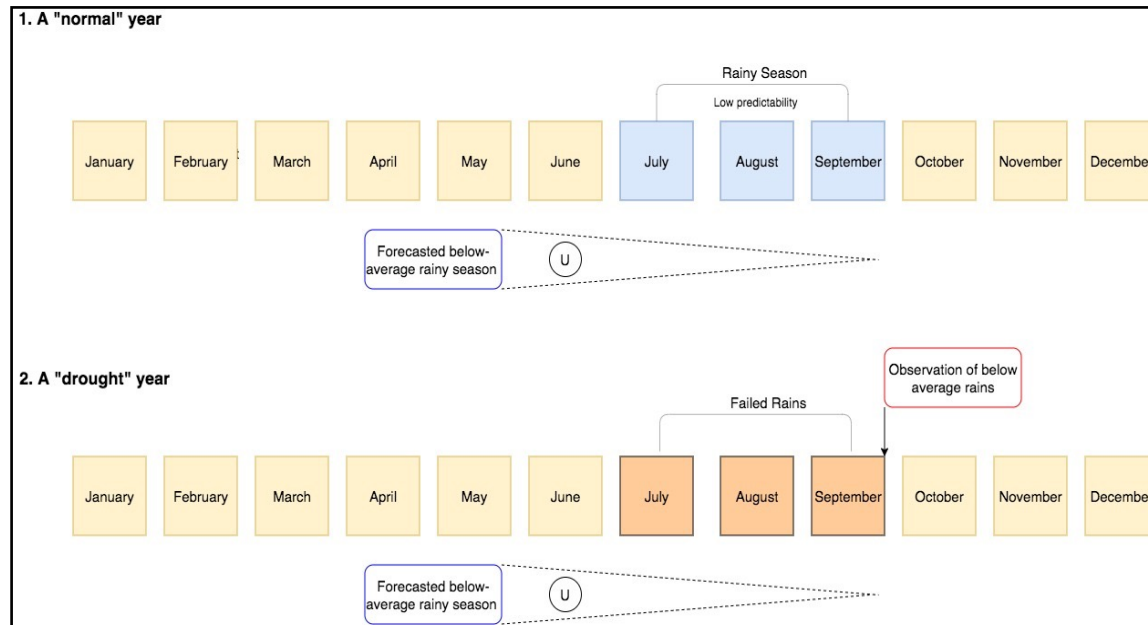 1. A "normal" year
Rainy Season
Low predictability
January February March April May June July August September October November Decembe
Forecasted below-
average rainy season
U
2. A "drought" year
Observation of below
average rains
Failed Rains
January February March April May June July August September October November Decembe
Forecasted below-
average rainy season
U